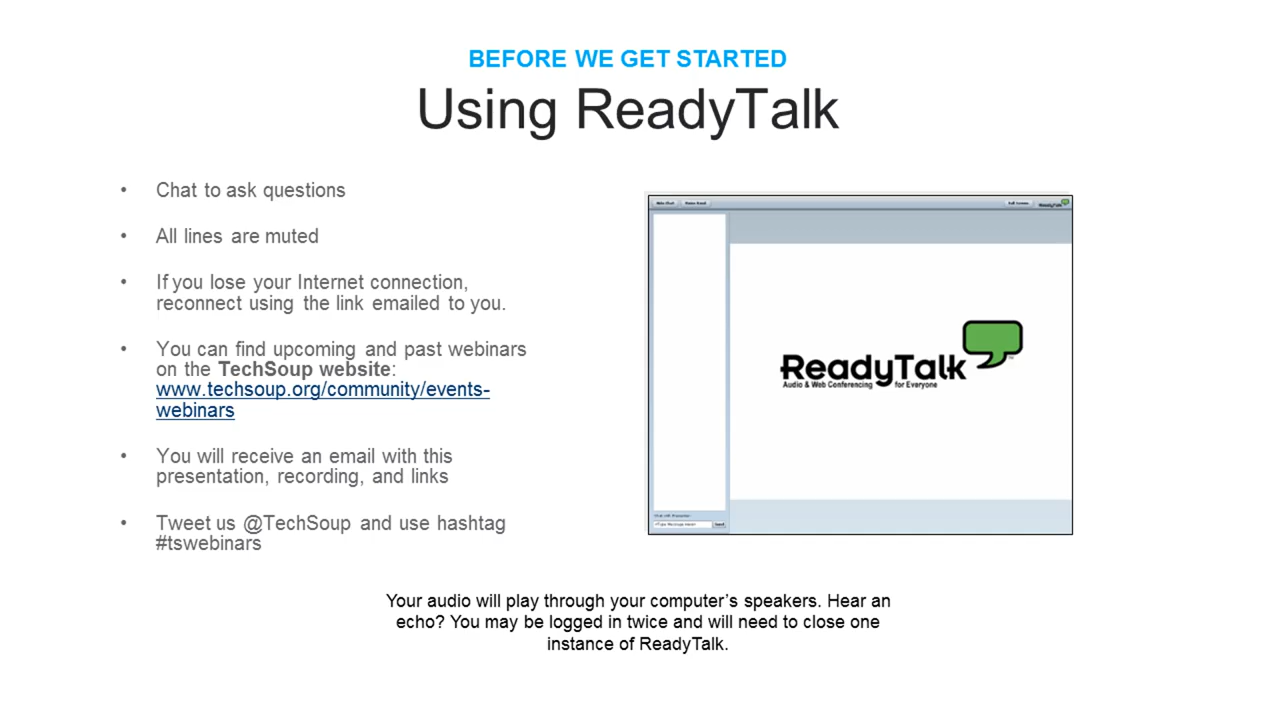 BEFORE WE GET STARTED
Using ReadyTalk
• Chat to ask questions
• All lines are muted
• If you lose your Internet connection,
reconnect using the link emailed to you.
• You can find upcoming and past webinars
on the TechSoup website:
www.techsoup.org/community/events-
webinars
• You will receive an email with this
presentation, recording, and links
• Tweet us @TechSoup and use hashtag
#tswebinars
ReadyTalk
ReadyTalk
Audio & Web Conferencing for Everyone
Send
Your audio will play through your computer’s speakers. Hear an
echo? You may be logged in twice and will need to close one
instance of ReadyTalk.